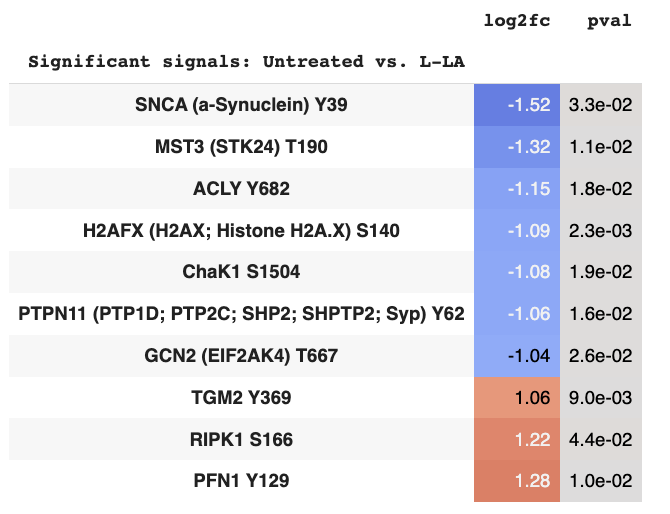 log2fc pval
Significant signals: Untreated vs. L-LA
SNCA (a-Synuclein) Y39 -1.52 3.3e-02
MST3 (STK24) T190 -1.32 1.1e-02
ACLY Y682 -1.15 1.8e-02
H2AFX (H2AX; Histone H2A.X) S140 -1.09 2.3e-03
ChaK1 S1504 -1.08 1.9e-02
PTPN11 (PTP1D; PTP2C; SHP2; SHPTP2; Syp) Y62 -1.06 1.6e-02
GCN2 (EIF2AK4) T667 -1.04 2.6e-02
TGM2 Y369 1.06 9.0e-03
RIPK1 S166 1.22 4.4e-02
PFN1 Y129 1.28 1.0e-02